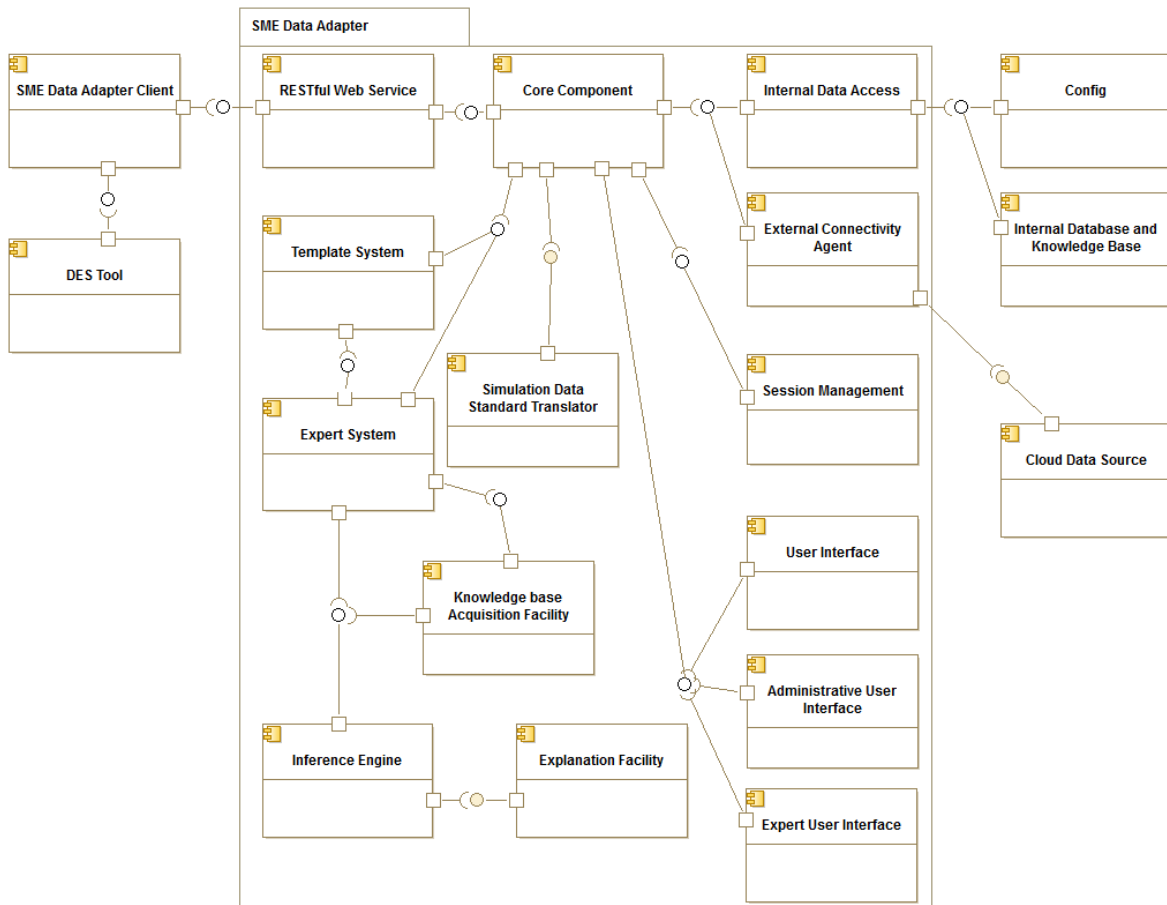 SME Data Adapter
SME Data Adapter Client
RESTful Web Service
Core Component
Internal Data Access
Config
Template System
External Connectivity
Agent
Internal Database and
Knowledge Base
DES Tool
Simulation Data
Standard Translator
Session Management
Expert System
Cloud Data Source
User Interface
Knowledge base
Acquisition Facility
Administrative User
Interface
Inference Engine
Explanation Facility
Expert User Interface